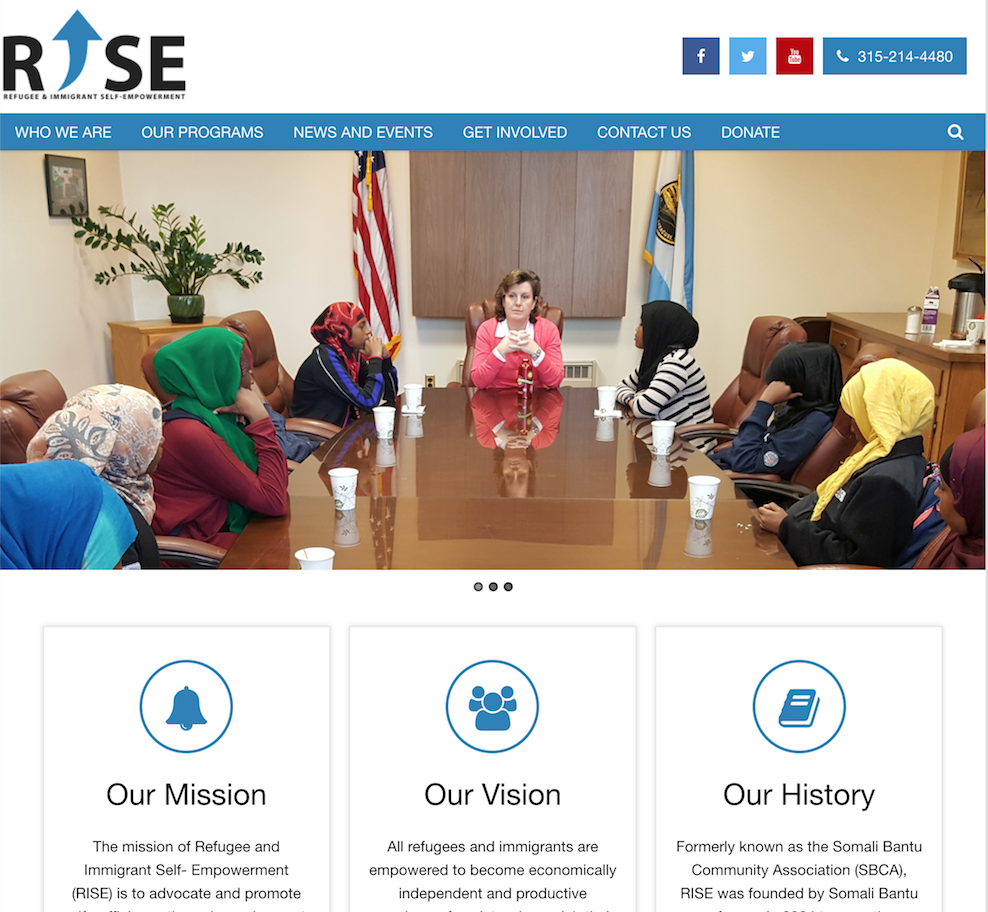 RISE
REFUGEE & IMMIGRANT SELF-EMPOWERMENT
You
Tube
315-214-4480
WHO WE ARE OUR PROGRAMS NEWS AND EVENTS GET INVOLVED CONTACT US DONATE
Our Mission
The mission of Refugee and
Immigrant Self- Empowerment
(RISE) is to advocate and promote
Our Vision
All refugees and immigrants are
empowered to become economically
independent and productive
Our History
Formerly known as the Somali Bantu
Community Association (SBCA),
RISE was founded by Somali Bantu